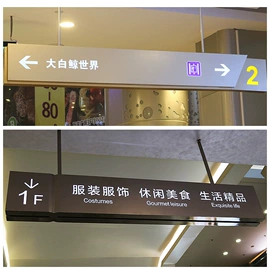 ← 大白鲸世界 → 2
80
↓
1F
服装服饰 休闲美食 生活精品
Costumes Gourmet leisure Exquisite life